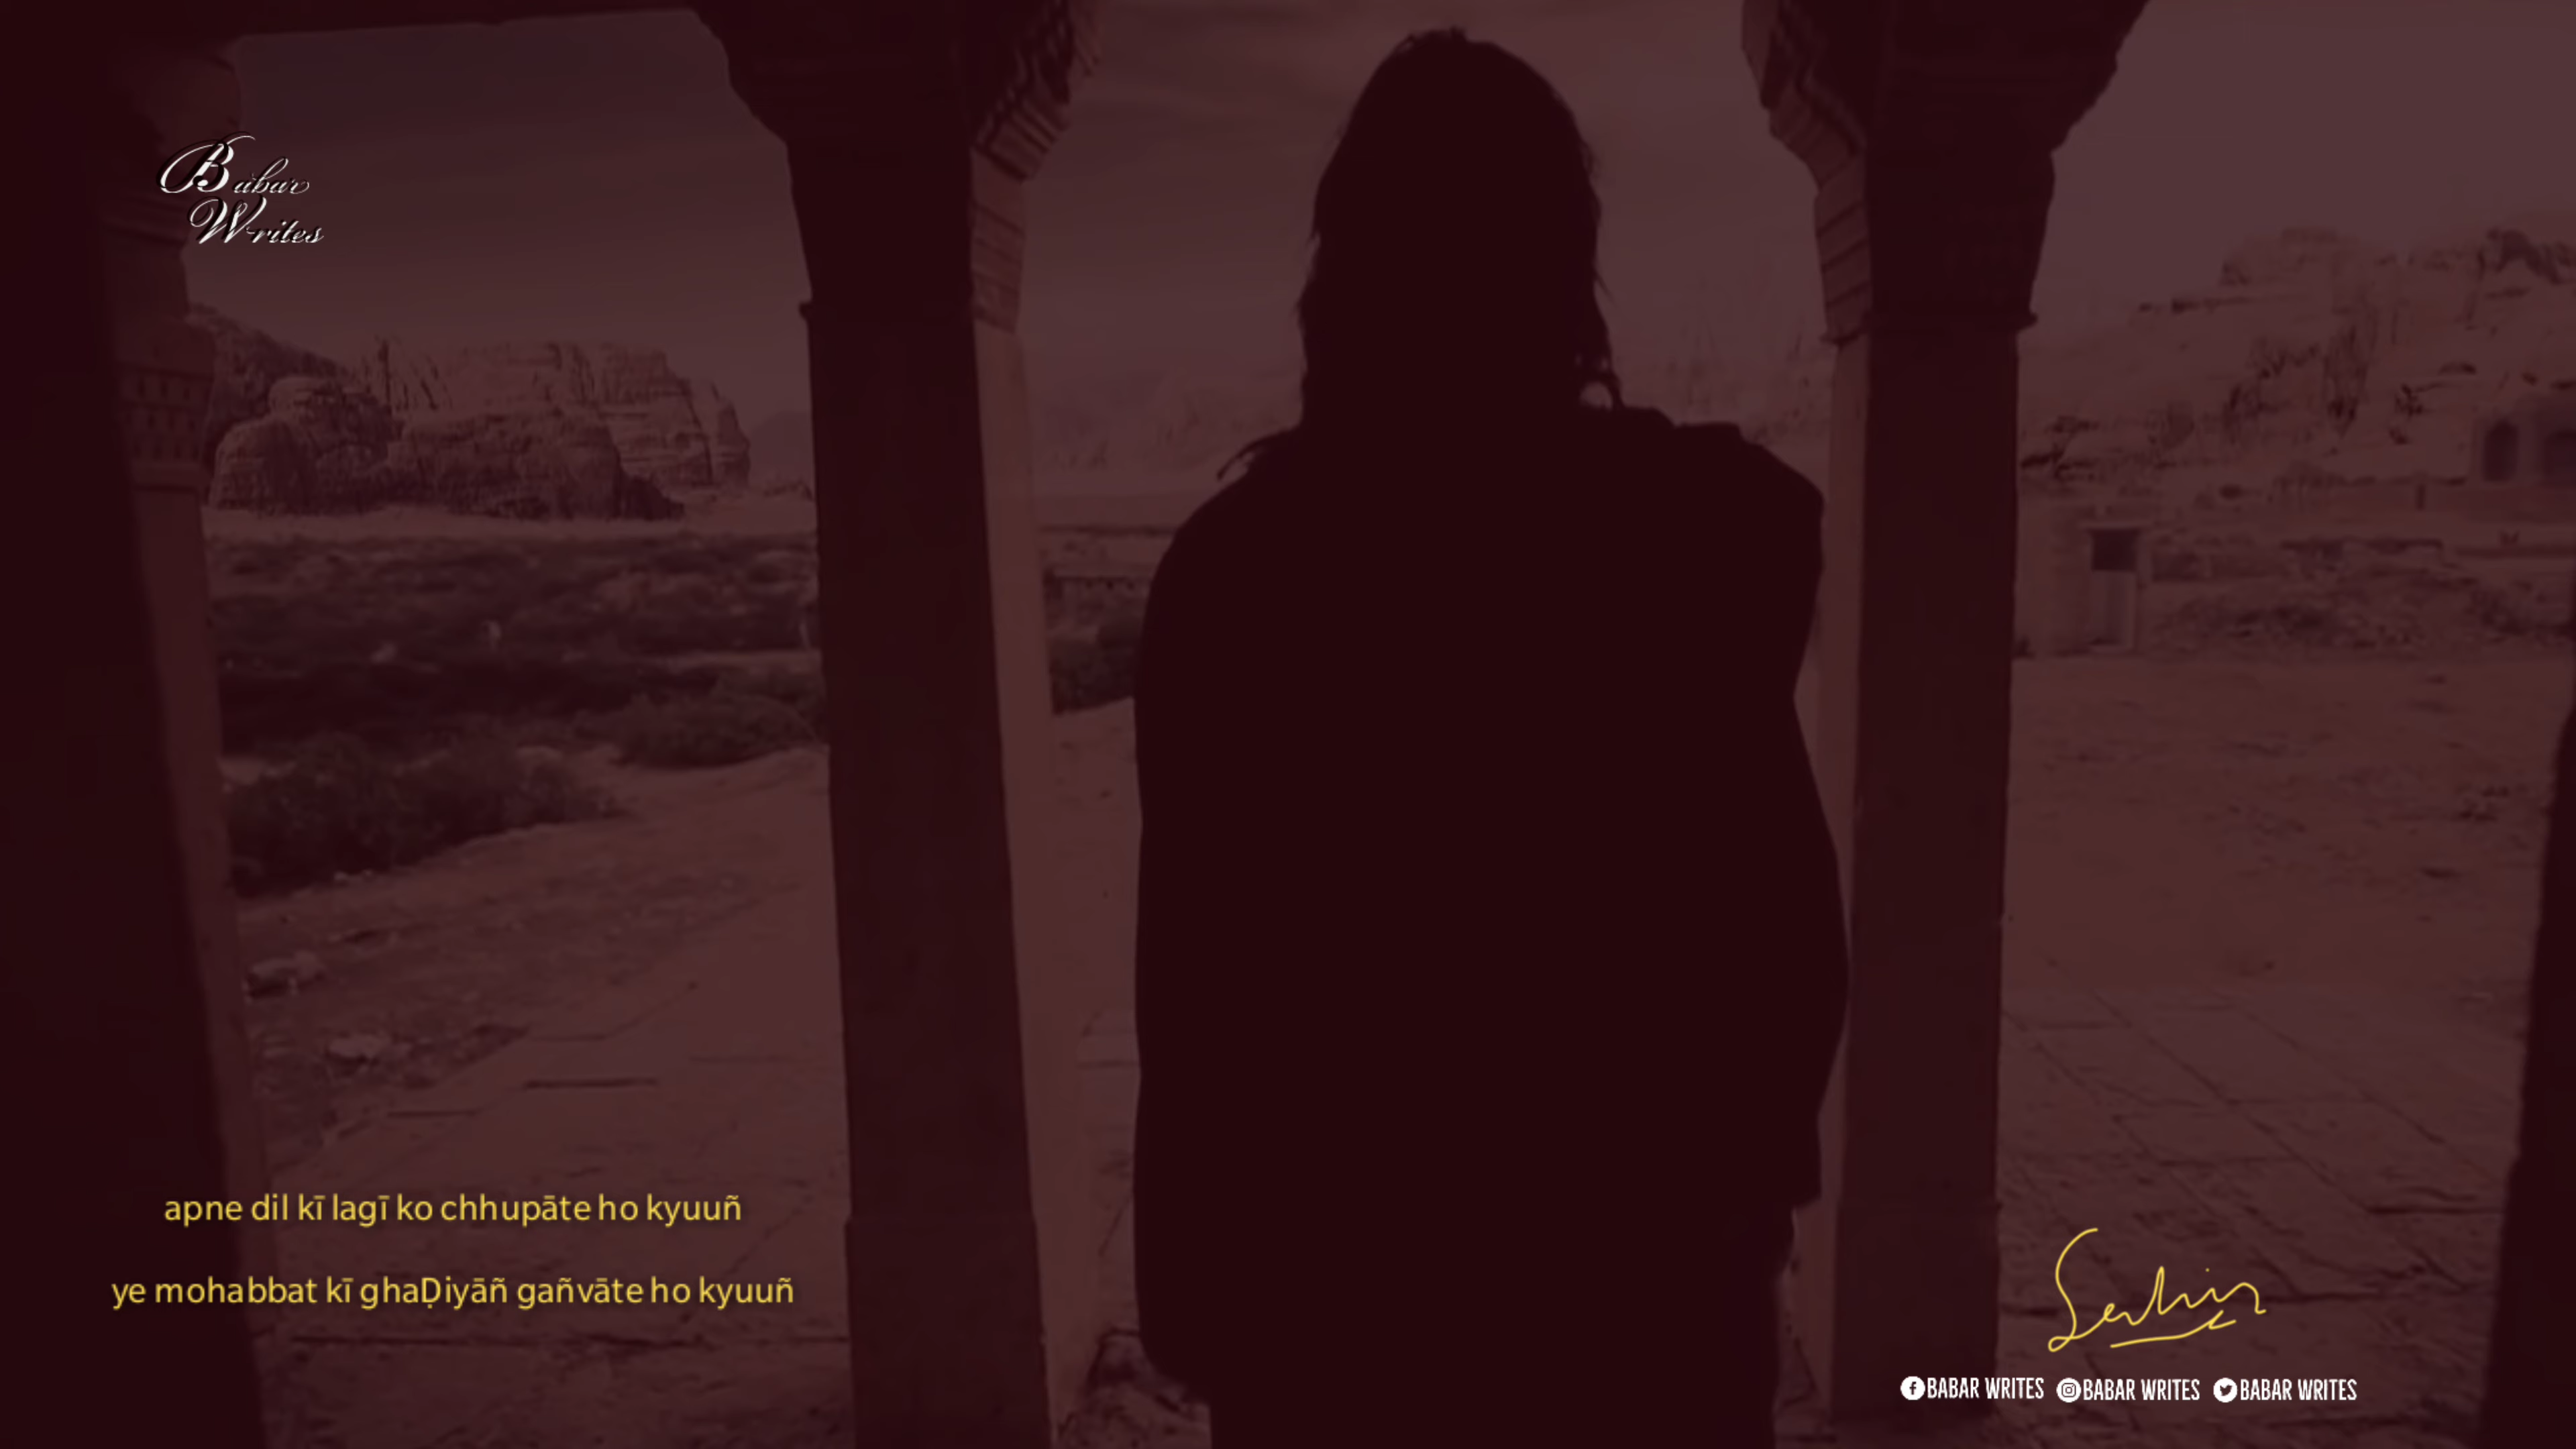 Babar
Writes
apne dil kī lagī ko chhupāte ho kyuuñ
ye mohabbat kī ghaḌiyāñ gañvāte ho kyuuñ
BABAR WRITES BABAR WRITES BABAR WRITES